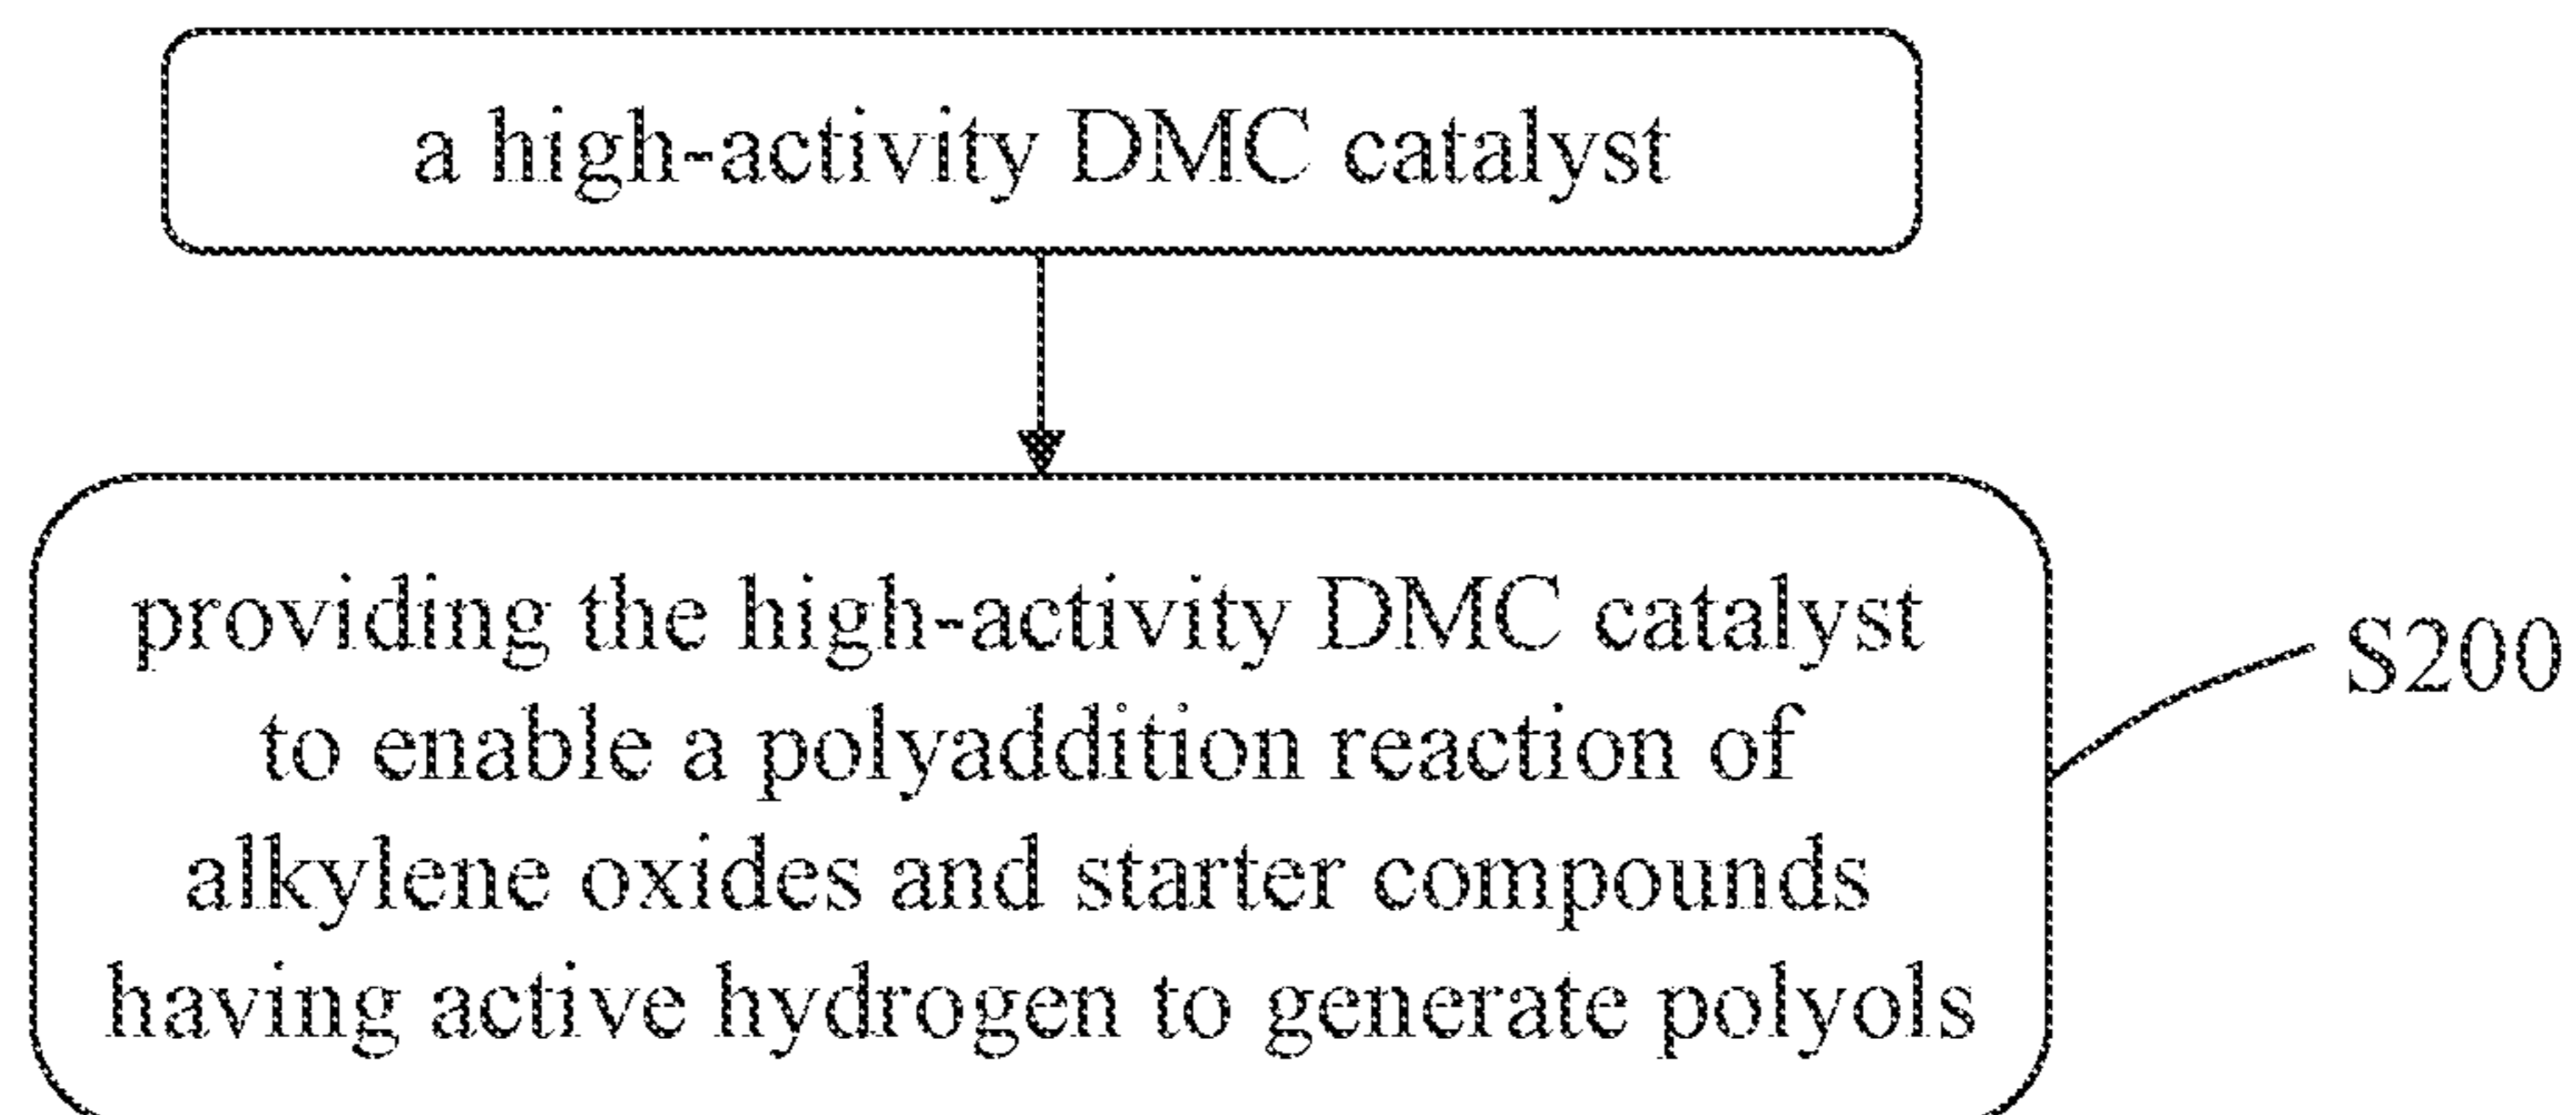 a high-activity DMC catalyst
providing the high-activity DMC catalyst
to enable a polyaddition reaction of
alkylene oxides and starter compounds
having active hydrogen to generate polyols
S200